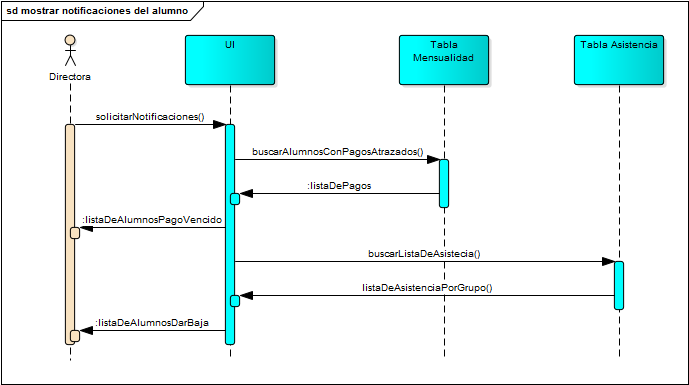 sd mostrar notificaciones del alumno
Directora
UI
Tabla
Mensualidad
Tabla Asistencia
solicitarNotificaciones()
buscarAlumnosConPagosAtrazados()
:listaDePagos
:listaDeAlumnosPagoVencido
buscarListaDeAsistecia()
listaDeAsistenciaPorGrupo()
:listaDeAlumnosDarBaja